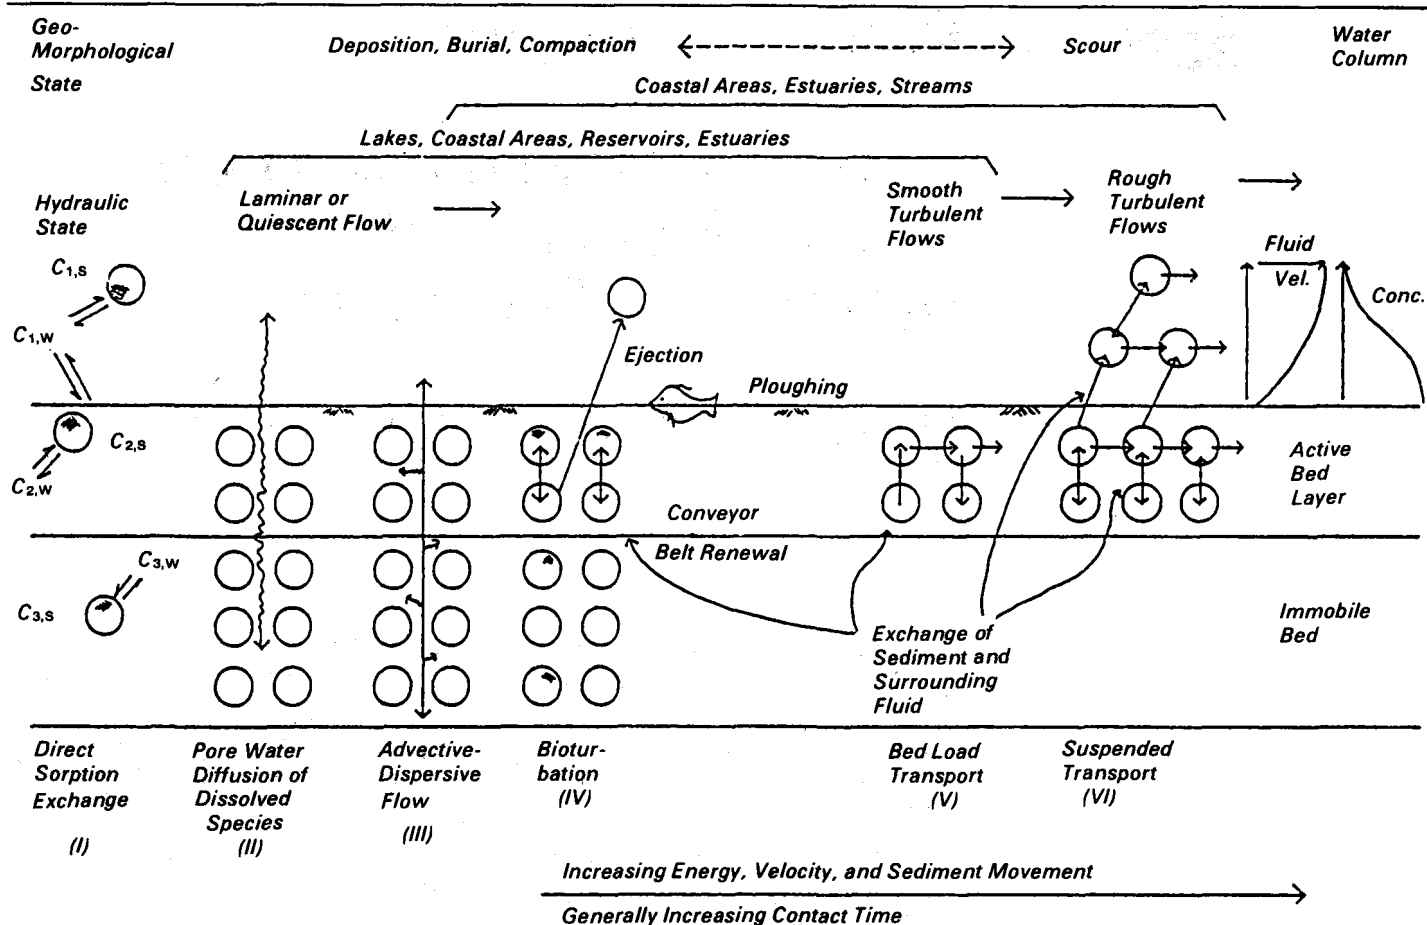 Geo-
Morphological
State
Deposition, Burial, Compaction
Scour
Water
Column
Coastal Areas, Estuaries, Streams
Lakes, Coastal Areas, Reservoirs, Estuaries
Hydraulic
State
Laminar or
Quiescent Flow
Smooth
Turbulent
Flows
Rough
Turbulent
Flows
Fluid
Vel.
Conc.
C1,S
C1,W
Ejection
Ploughing
C2,S
C2,W
Active
Bed
Layer
Conveyor
Belt Renewal
C3,W
C3,S
Exchange of
Sediment and
Surrounding
Fluid
Immobile
Bed
Direct
Sorption
Exchange
(I)
Pore Water
Diffusion of
Dissolved
Species
(II)
Advective-
Dispersive
Flow
(III)
Biotur-
bation
(IV)
Bed Load
Transport
(V)
Suspended
Transport
(VI)
Increasing Energy, Velocity, and Sediment Movement
Generally Increasing Contact Time